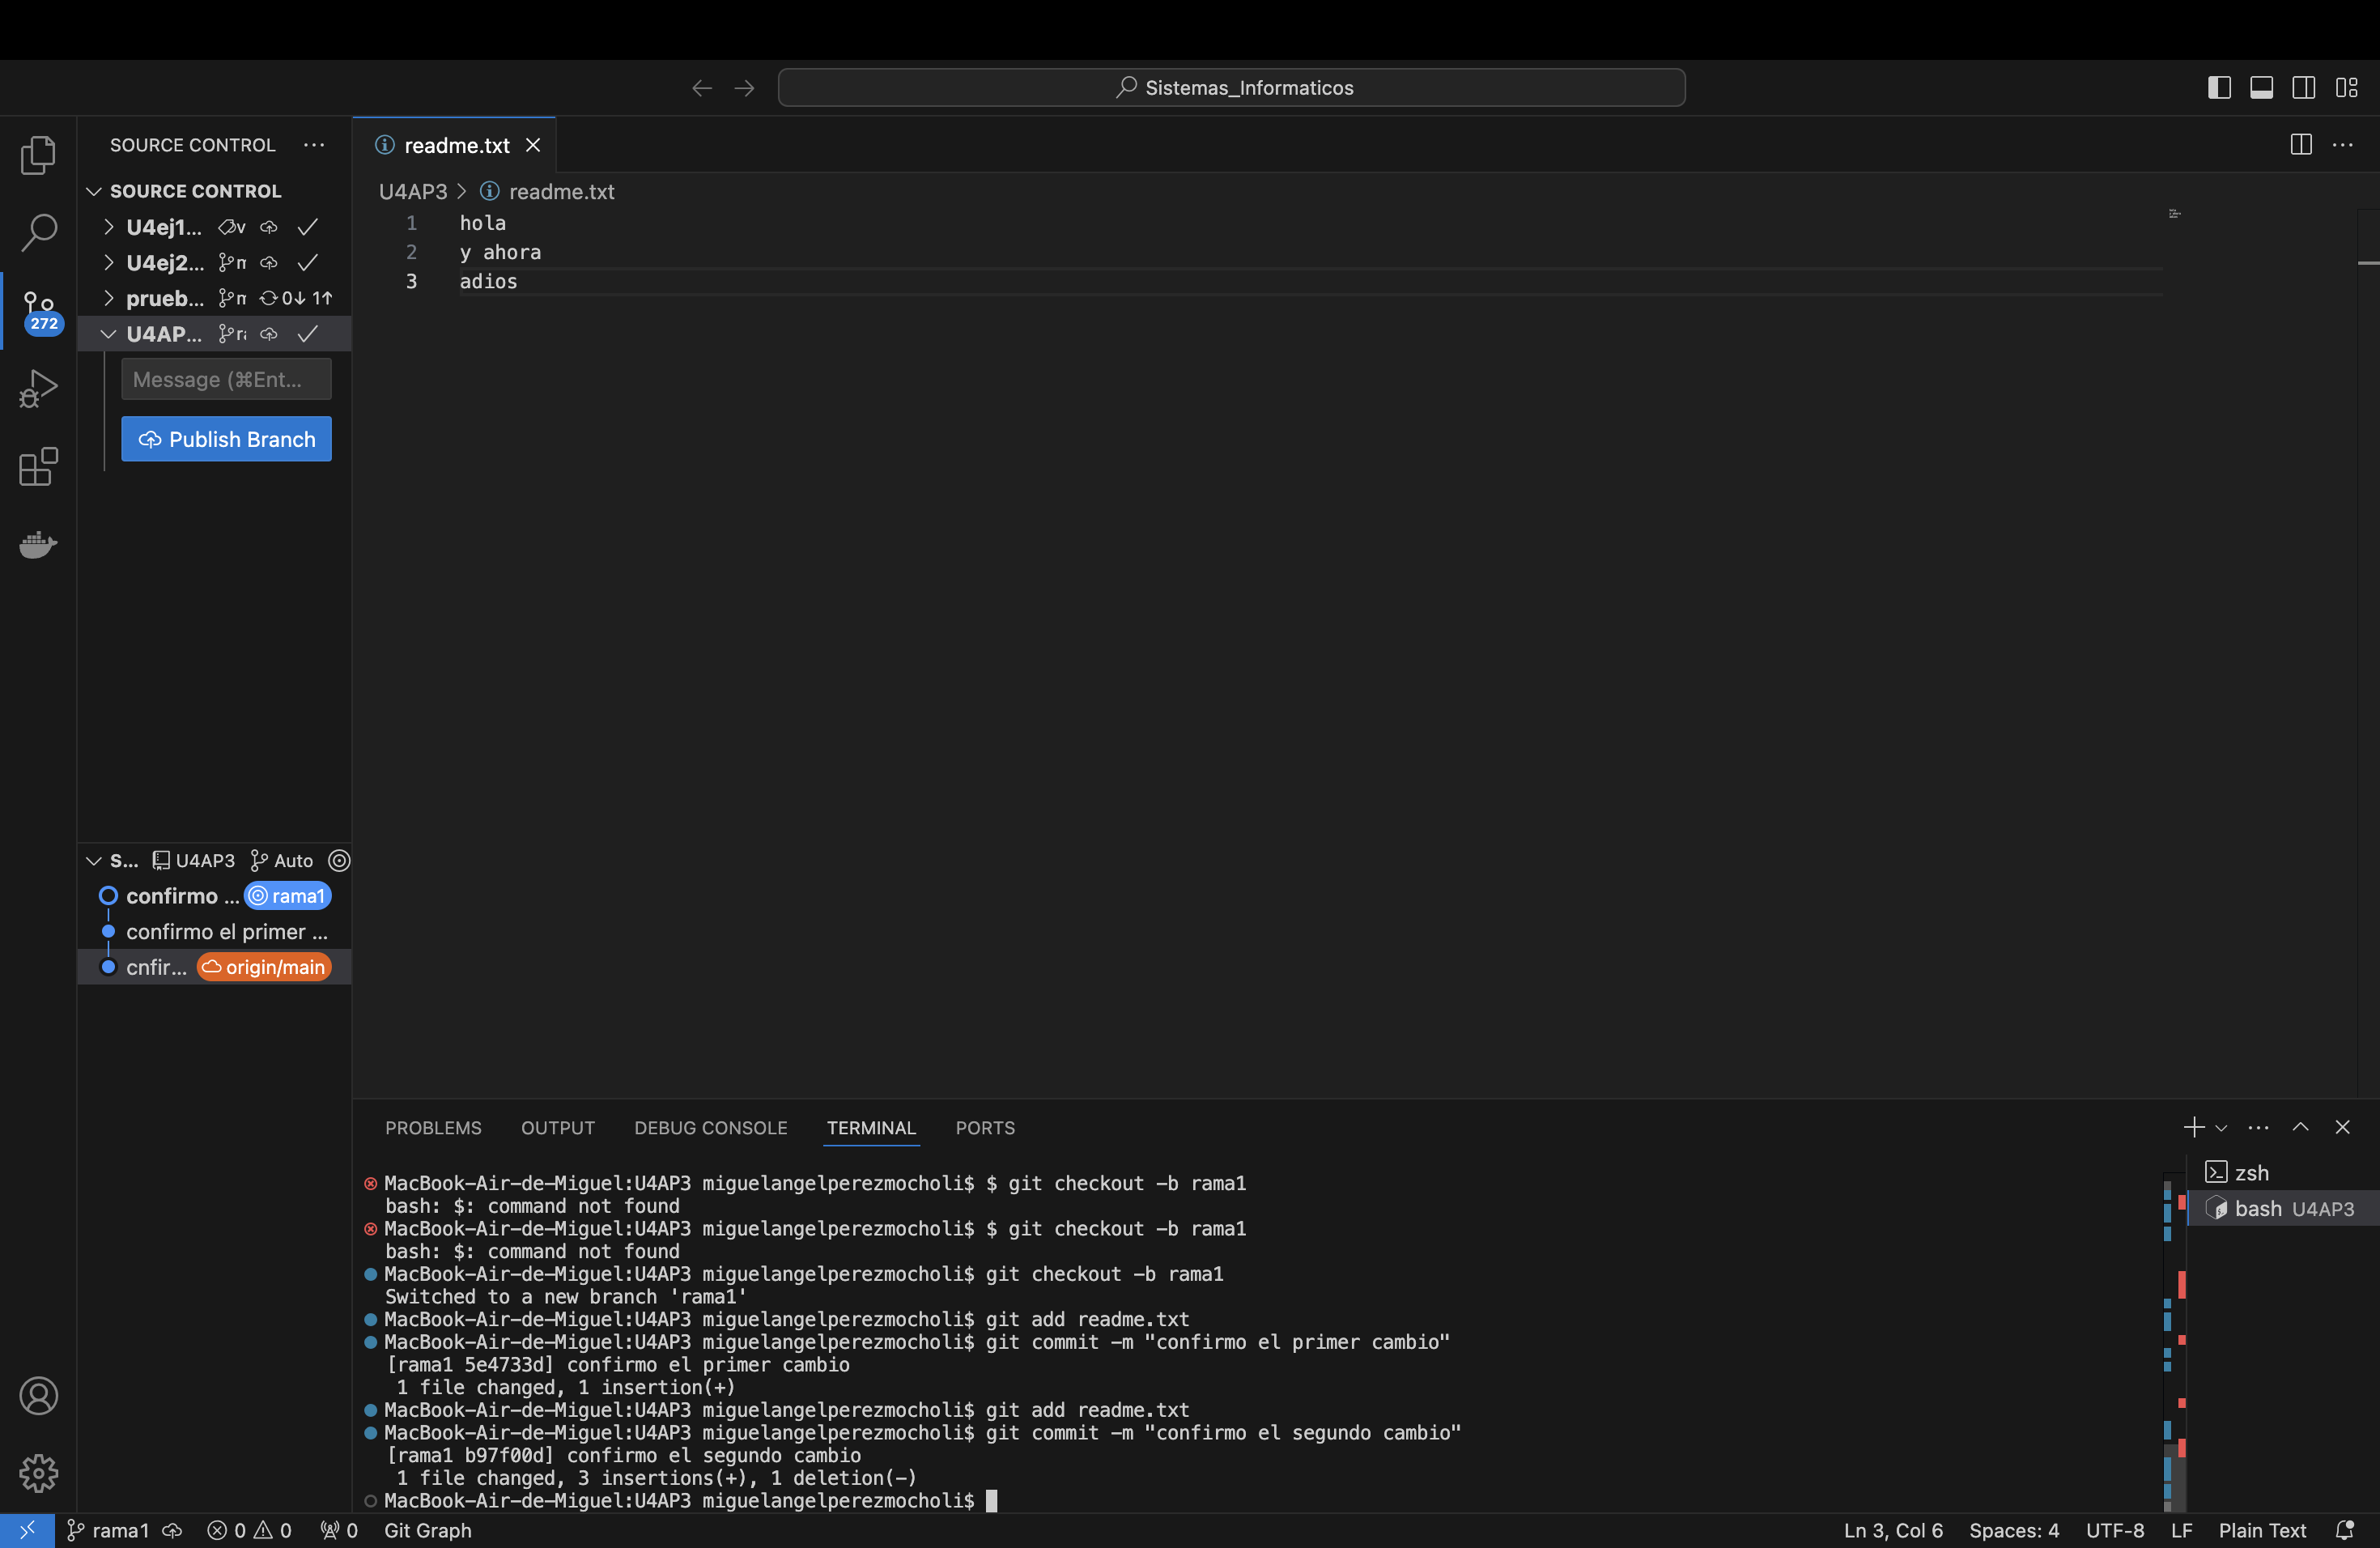 Sistemas_Informaticos
SOURCE CONTROL
readme.txt
SOURCE CONTROL
U4AP3 > readme.txt
U4ej1... v
1 hola
U4ej2...
2 y ahora
prueb... 0↓ 1↑
3 adios
272
U4AP...
Message (⌘Ent...
Publish Branch
S... U4AP3 Auto
confirmo ... rama1
confirmo el primer ...
cnfir... origin/main
PROBLEMS OUTPUT DEBUG CONSOLE TERMINAL PORTS
MacBook-Air-de-Miguel:U4AP3 miguelangelperezmocholi$ $ git checkout -b rama1
bash: $: command not found
MacBook-Air-de-Miguel:U4AP3 miguelangelperezmocholi$ $ git checkout -b rama1
bash: $: command not found
MacBook-Air-de-Miguel:U4AP3 miguelangelperezmocholi$ git checkout -b rama1
Switched to a new branch 'rama1'
MacBook-Air-de-Miguel:U4AP3 miguelangelperezmocholi$ git add readme.txt
MacBook-Air-de-Miguel:U4AP3 miguelangelperezmocholi$ git commit -m "confirmo el primer cambio"
[rama1 5e4733d] confirmo el primer cambio
1 file changed, 1 insertion(+)
MacBook-Air-de-Miguel:U4AP3 miguelangelperezmocholi$ git add readme.txt
MacBook-Air-de-Miguel:U4AP3 miguelangelperezmocholi$ git commit -m "confirmo el segundo cambio"
[rama1 b97f00d] confirmo el segundo cambio
1 file changed, 3 insertions(+), 1 deletion(-)
MacBook-Air-de-Miguel:U4AP3 miguelangelperezmocholi$
zsh
bash U4AP3
rama1 0 0 0 Git Graph Ln 3, Col 6 Spaces: 4 UTF-8 LF Plain Text